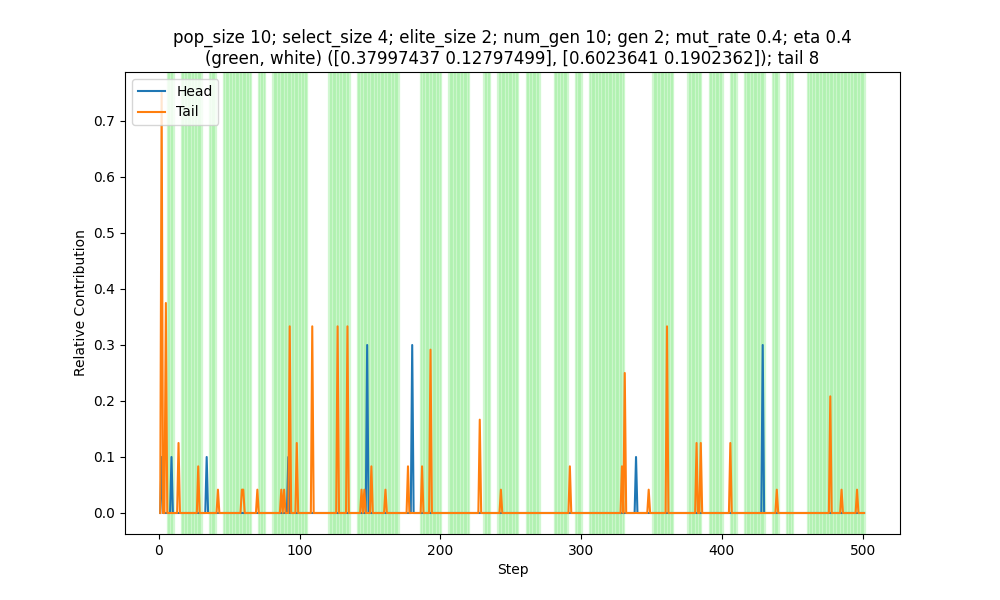 pop_size 10; select_size 4; elite_size 2; num_gen 10; gen 2; mut_rate 0.4; eta 0.4
(green, white) ([0.37997437 0.12797499], [0.6023641 0.1902362]); tail 8
Head
Tail
0.7
0.6
0.5
0.4
0.3
0.2
0.1
0.0
Relative Contribution
0 100 200 300 400 500
Step